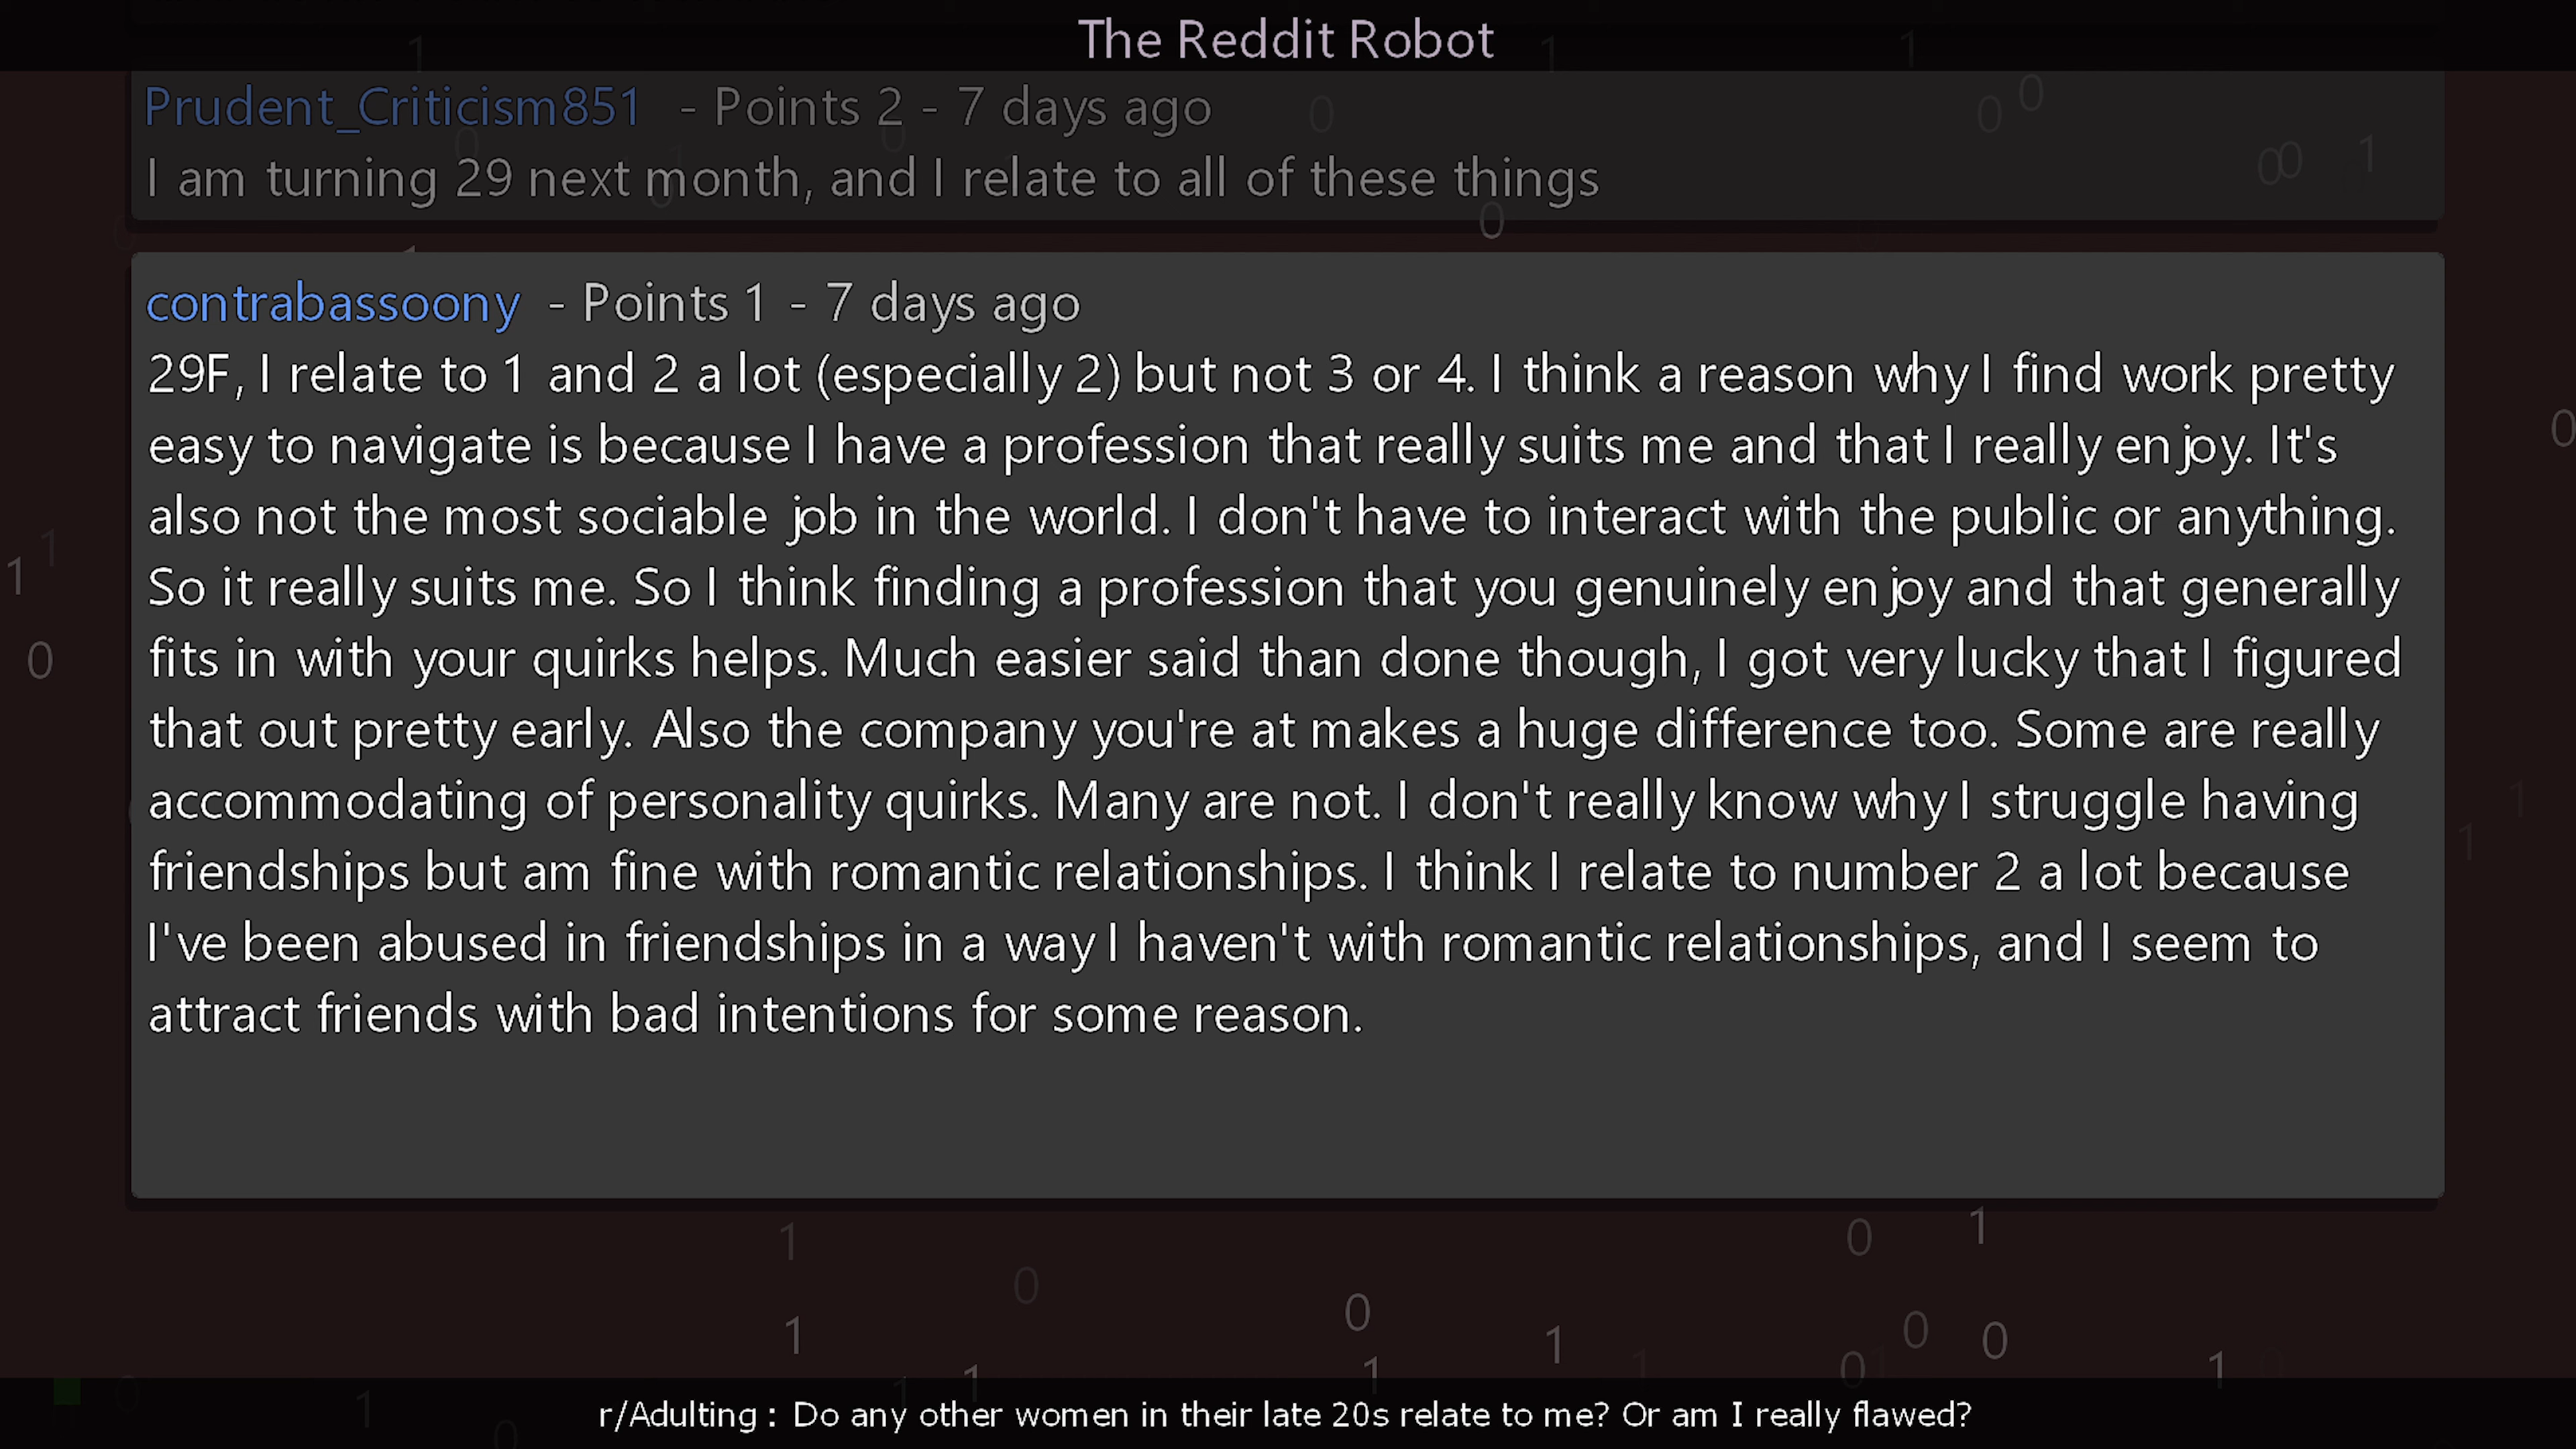 The Reddit Robot
Prudent_Criticism851 - Points 2 - 7 days ago
I am turning 29 next month, and I relate to all of these things
contrabassoony - Points 1 - 7 days ago
29F, I relate to 1 and 2 a lot (especially 2) but not 3 or 4. I think a reason why I find work pretty
easy to navigate is because I have a profession that really suits me and that I really enjoy. It's
also not the most sociable job in the world. I don't have to interact with the public or anything.
So it really suits me. So I think finding a profession that you genuinely enjoy and that generally
fits in with your quirks helps. Much easier said than done though, I got very lucky that I figured
that out pretty early. Also the company you're at makes a huge difference too. Some are really
accommodating of personality quirks. Many are not. I don't really know why I struggle having
friendships but am fine with romantic relationships. I think I relate to number 2 a lot because
I've been abused in friendships in a way I haven't with romantic relationships, and I seem to
attract friends with bad intentions for some reason.
r/Adulting : Do any other women in their late 20s relate to me? Or am I really flawed?